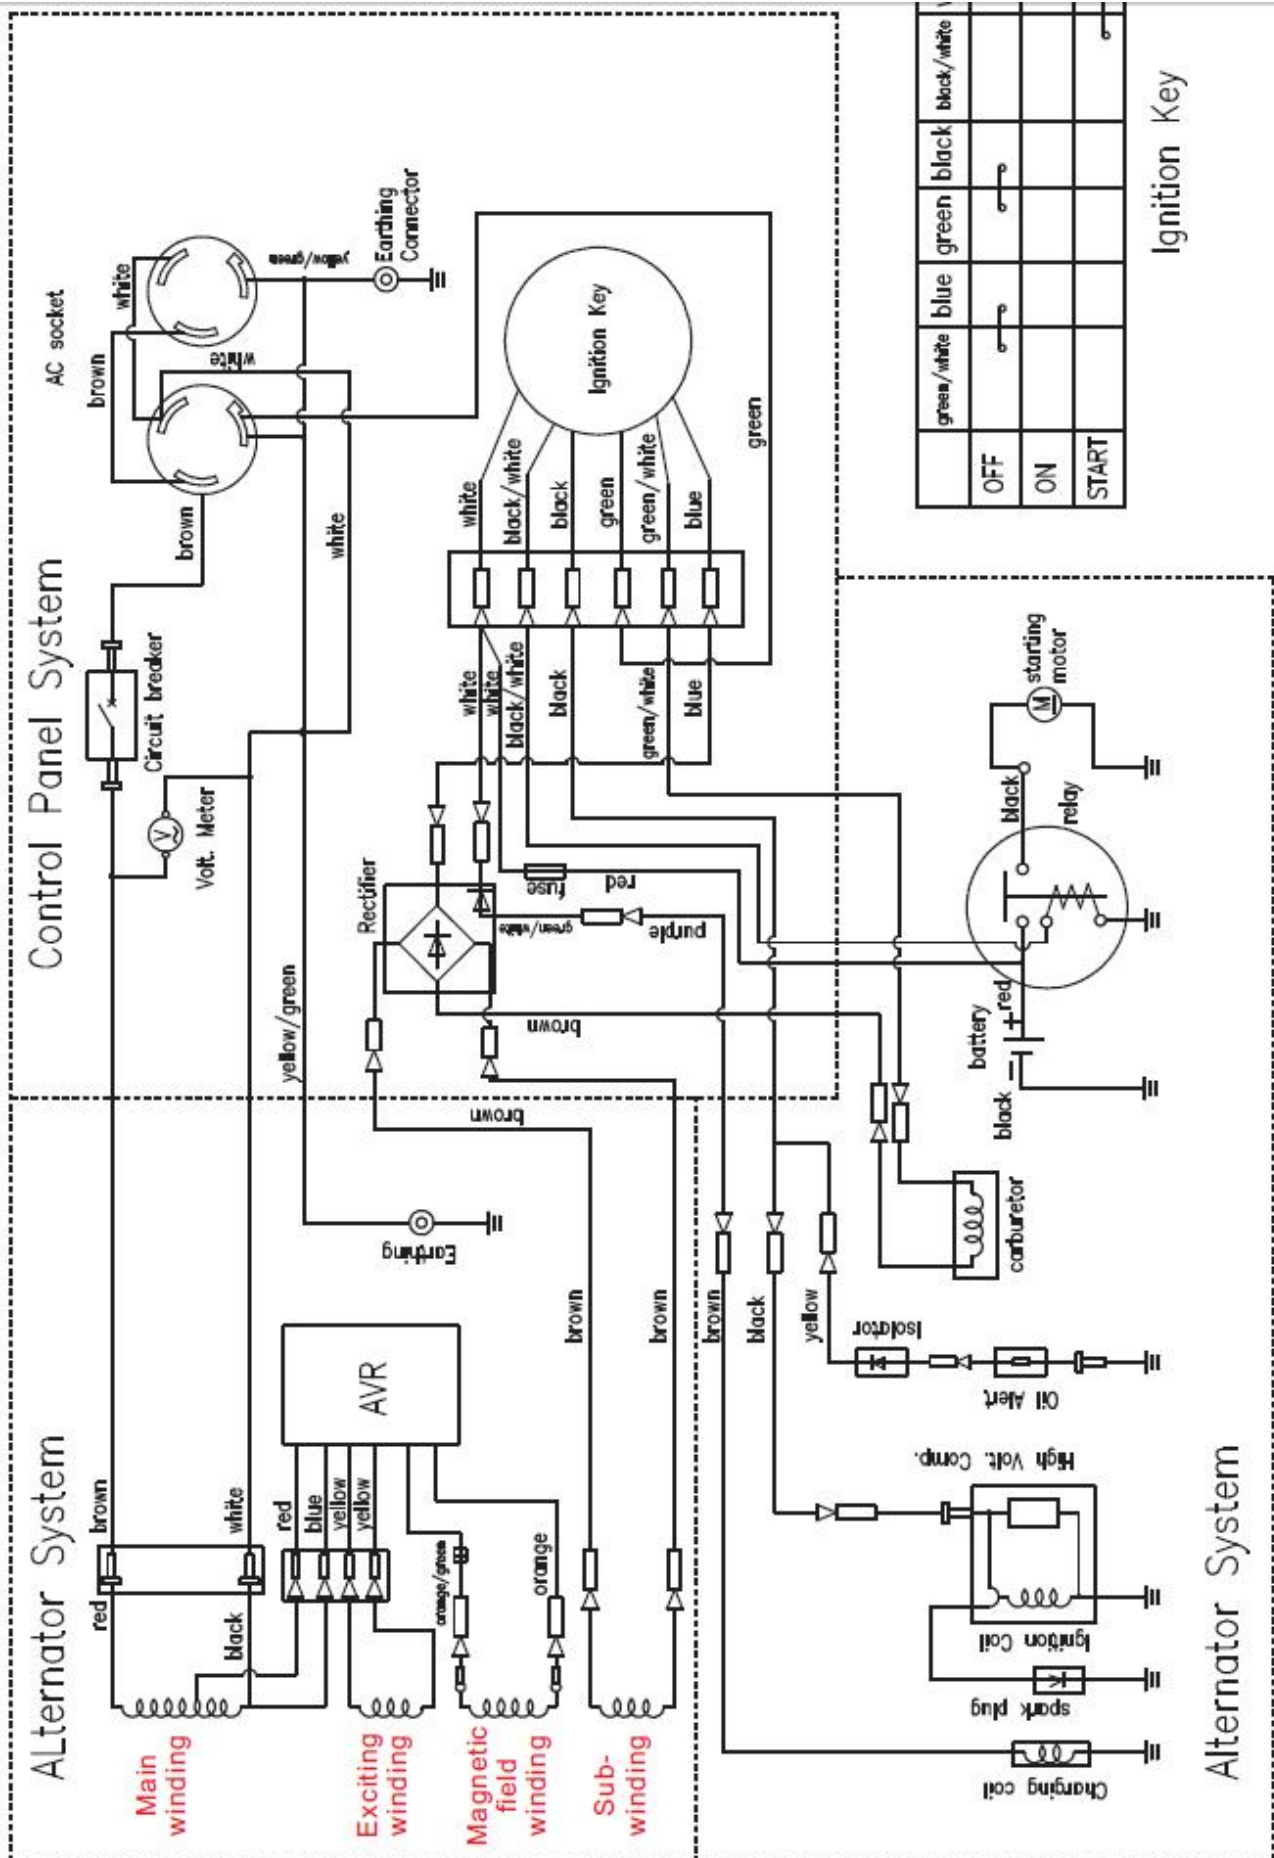 Control Panel System
AC socket
brown
white
white
brown
white
yellow/green
Earthing
Connector
Circuit breaker
Volt. Meter
yellow/green
Ignition Key
white
black/white
black
green
green/white
blue
green
white
white
black/white
black
green/white
blue
Rectifier
fuse
red
green/white
purple
brown
brown
green/white
blue
green
black
black/white
OFF
ON
START
Ignition Key
starting
motor
M
black
relay
red
battery
+
−
black
carburetor
ALternator System
brown
red
white
black
red
blue
yellow
yellow
AVR
Earthing
orange/green
orange
brown
brown
Main
winding
Exciting
winding
Magnetic
field
winding
Sub-
winding
brown
black
yellow
Isolator
Oil Alert
High Volt. Comp.
Ignition Coil
spark plug
Charging coil
Alternator System
V